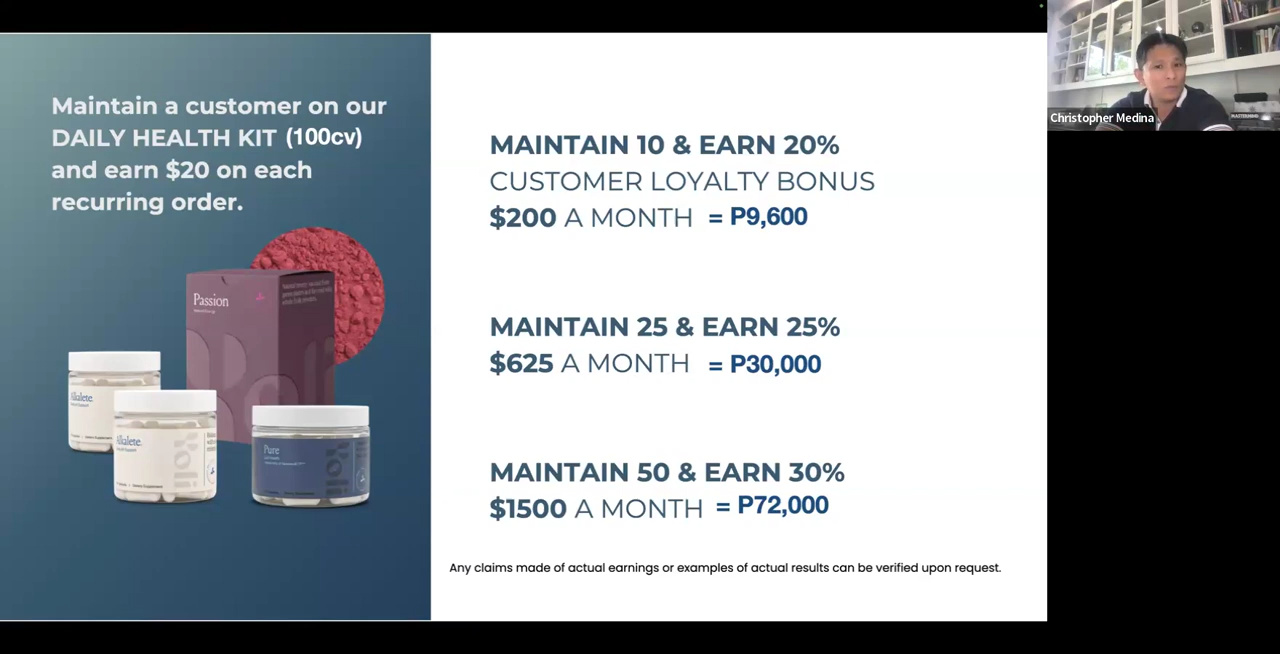 Maintain a customer on our
DAILY HEALTH KIT (100cv)
and earn $20 on each
recurring order.
Passion
Alkalete
Alkalete
Pure
MAINTAIN 10 & EARN 20%
CUSTOMER LOYALTY BONUS
$200 A MONTH = P9,600
MAINTAIN 25 & EARN 25%
$625 A MONTH = P30,000
MAINTAIN 50 & EARN 30%
$1500 A MONTH = P72,000
Any claims made of actual earnings or examples of actual results can be verified upon request.
Christopher Medina